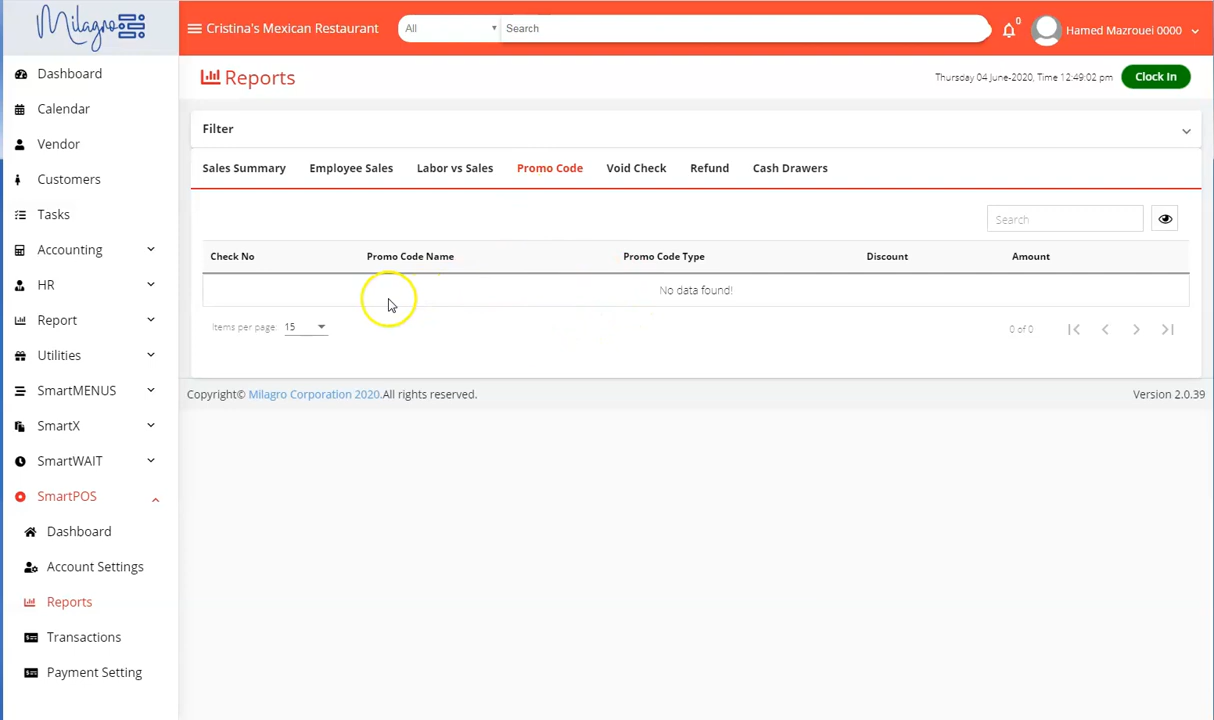 Milagro
Cristina's Mexican Restaurant
All
Search
0
Hamed Mazrouei 0000
Dashboard
Calendar
Vendor
Customers
Tasks
Accounting
HR
Report
Utilities
SmartMENUS
SmartX
SmartWAIT
SmartPOS
Dashboard
Account Settings
Reports
Transactions
Payment Setting
Reports
Thursday 04 June-2020, Time 12:49:02 pm
Clock In
Filter
Sales Summary Employee Sales Labor vs Sales Promo Code Void Check Refund Cash Drawers
Search
Check No Promo Code Name Promo Code Type Discount Amount
No data found!
Items per page: 15 0 of 0
Copyright© Milagro Corporation 2020.All rights reserved. Version 2.0.39